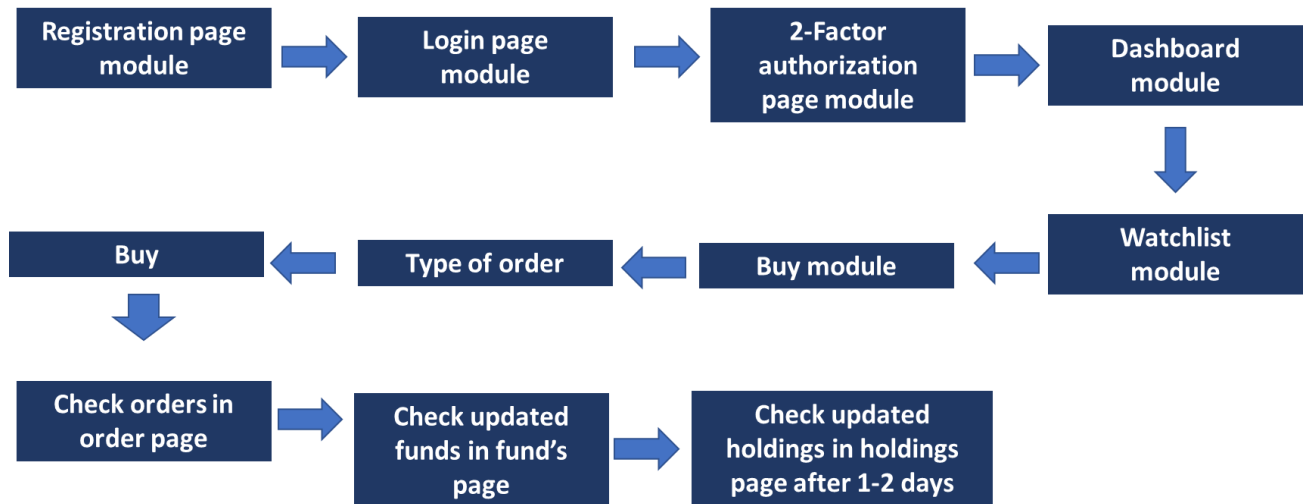 Registration page
module
Login page
module
2-Factor
authorization
page module
Dashboard
module
Watchlist
module
Buy module
Type of order
Buy
Check orders in
order page
Check updated
funds in fund's
page
Check updated
holdings in holdings
page after 1-2 days